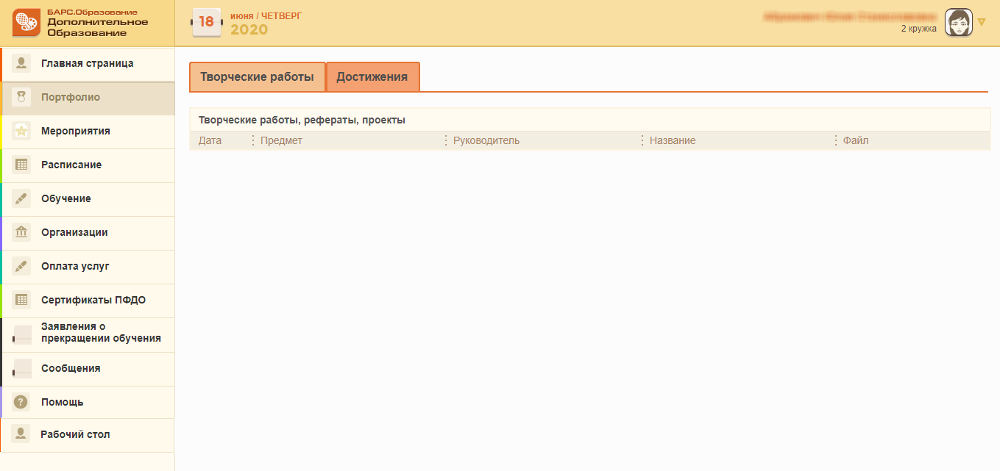 БАРС.Образование
Дополнительное
Образование
18
июня / ЧЕТВЕРГ
2020
2 кружка
Главная страница
Портфолио
Мероприятия
Расписание
Обучение
Организации
Оплата услуг
Сертификаты ПФДО
Заявления о
прекращении обучения
Сообщения
Помощь
Рабочий стол
Творческие работы
Достижения
Творческие работы, рефераты, проекты
Дата Предмет Руководитель Название Файл